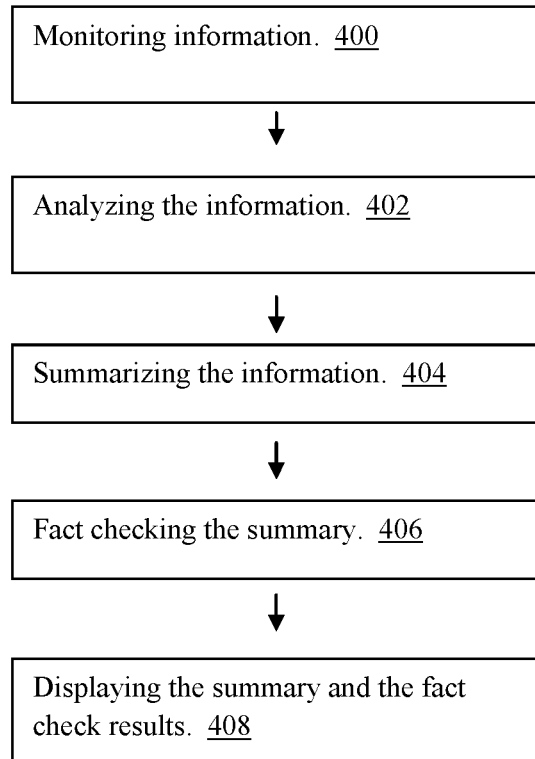 Monitoring information. 400
Analyzing the information. 402
Summarizing the information. 404
Fact checking the summary. 406
Displaying the summary and the fact
check results. 408